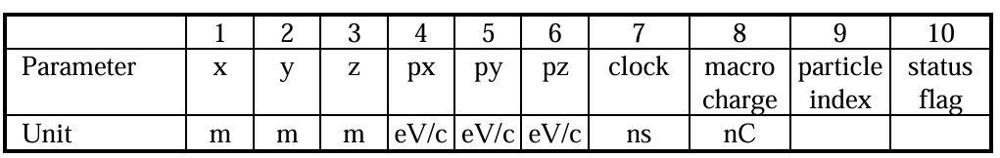 1 2 3 4 5 6 7 8 9 10
Parameter x y z px py pz clock macro particle status
charge index flag
Unit m m m eV/c eV/c eV/c ns nC